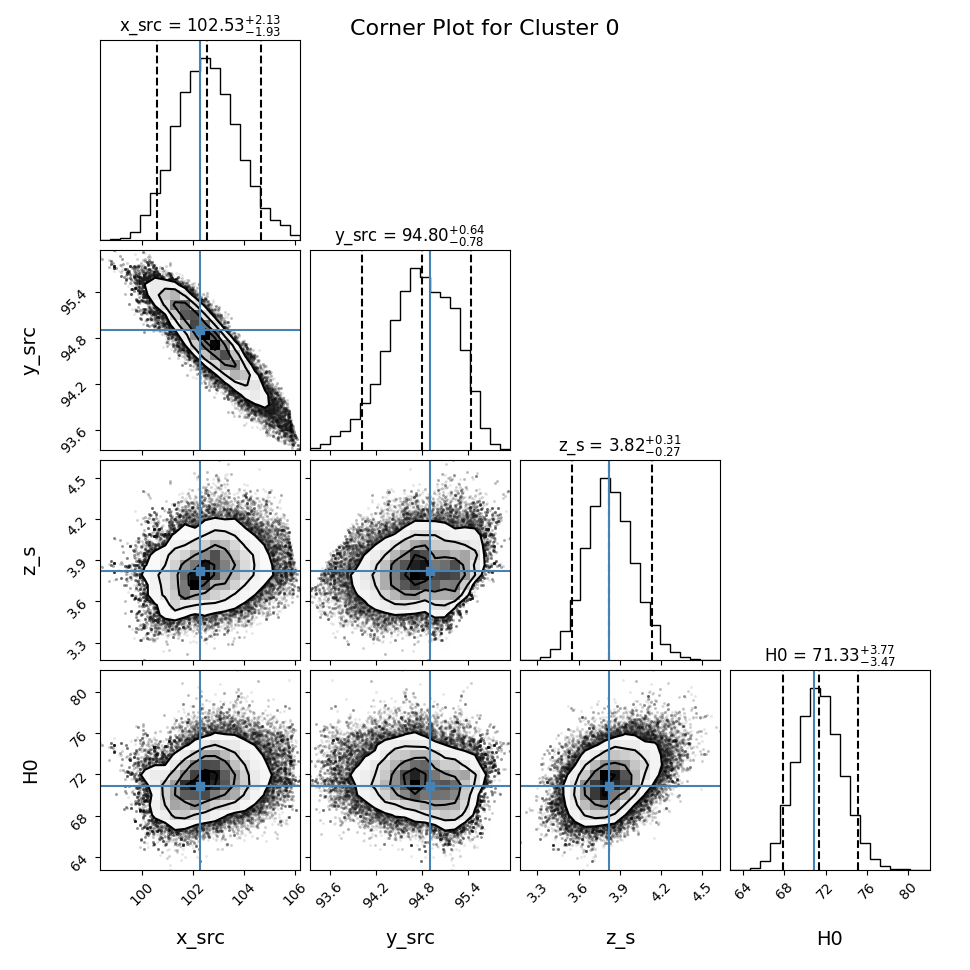 Corner Plot for Cluster 0
x_src = 102.53+2.13−1.93
y_src = 94.80+0.64−0.78
95.4
94.8
94.2
93.6
y_src
z_s = 3.82+0.31−0.27
4.5
4.2
3.9
3.6
3.3
z_s
H0 = 71.33+3.77−3.47
80
76
72
68
64
H0
100 102 104 106
93.6 94.2 94.8 95.4
3.3 3.6 3.9 4.2 4.5
64 68 72 76 80
x_src y_src z_s H0